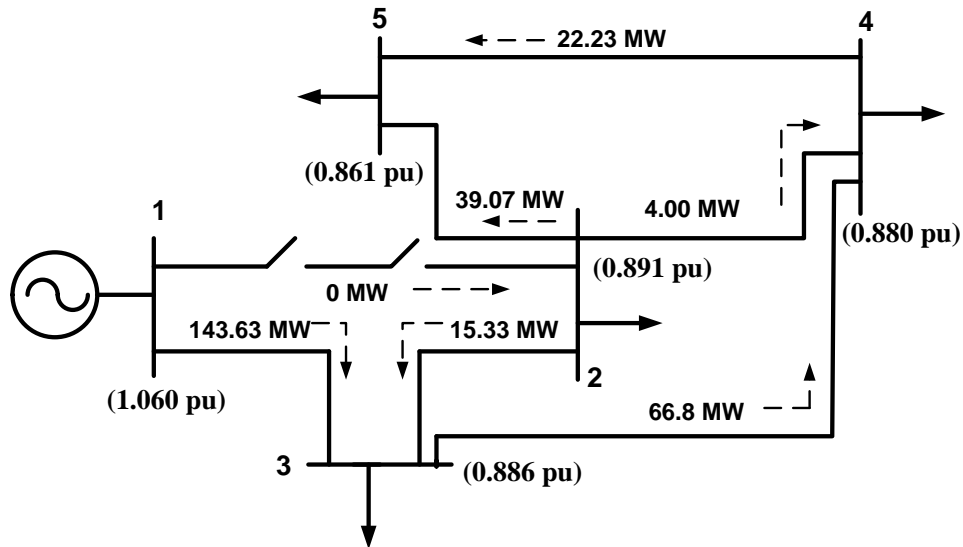 5
4
22.23 MW
(0.861 pu)
39.07 MW
4.00 MW
1
(0.880 pu)
(0.891 pu)
0 MW
143.63 MW
15.33 MW
2
(1.060 pu)
66.8 MW
3
(0.886 pu)